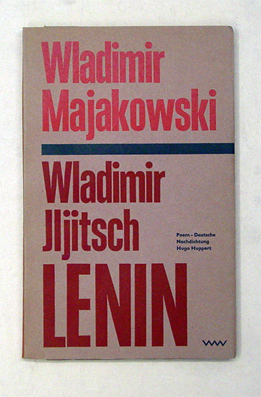 Wladimir
Majakowski
Wladimir
Jljitsch
LENIN
Poem – Deutsche
Nachdichtung
Hugo Huppert